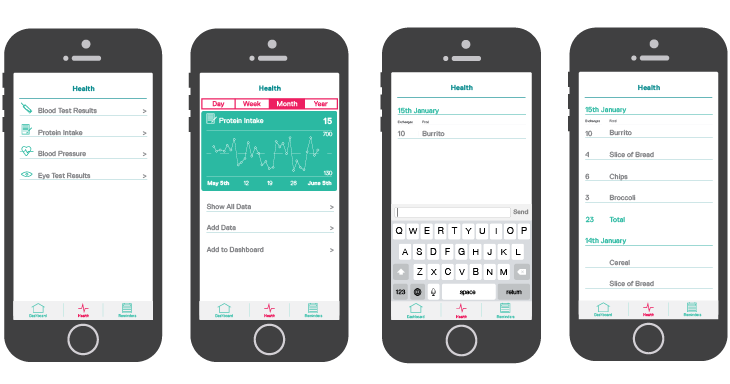 Health
Blood Test Results >
Protein Intake >
Blood Pressure >
Eye Test Results >
Dashboard Health Reminders
Health
Day Week Month Year
Protein Intake 15
700
130
May 9th 12 19 26 June 9th
Show All Data >
Add Data >
Add to Dashboard >
Dashboard Health Reminders
Health
15th January
Exchanges Food
10 Burrito
Send
Q W E R T Y U I O P
A S D F G H J K L
Z X C V B N M
123 space return
Dashboard Health Reminders
Health
15th January
Exchanges Food
10 Burrito
4 Slice of Bread
6 Chips
3 Broccoli
23 Total
14th January
Cereal
Slice of Bread
Dashboard Health Reminders